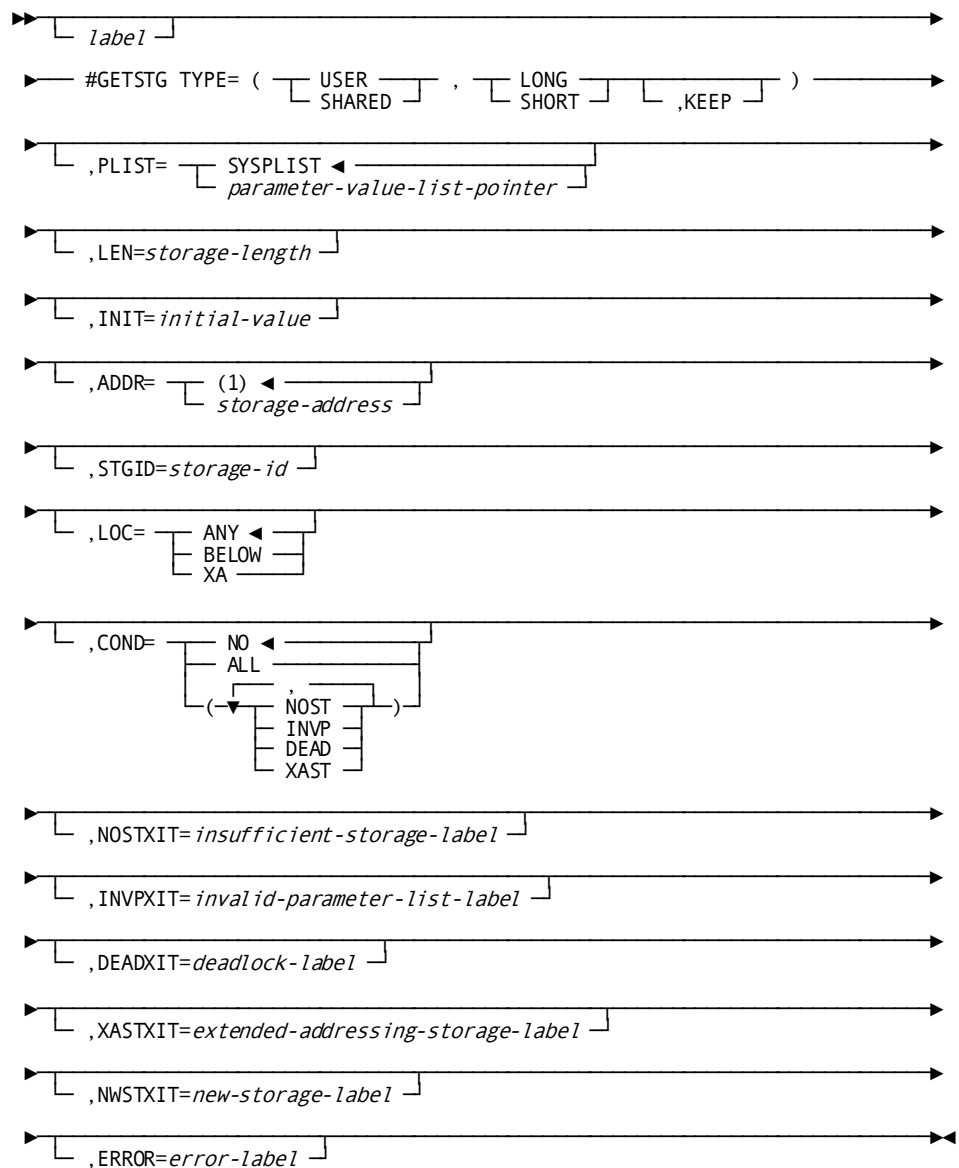 label
#GETSTG TYPE= ( USER , LONG )
SHARED SHORT ,KEEP
,PLIST= SYSPLIST
parameter-value-list-pointer
,LEN=storage-length
,INIT=initial-value
,ADDR= (1)
storage-address
,STGID=storage-id
,LOC= ANY
BELOW
XA
,COND= NO
ALL
,
( NOST )
INVP
DEAD
XAST
,NOSTXIT=insufficient-storage-label
,INVPXIT=invalid-parameter-list-label
,DEADXIT=deadlock-label
,XASTXIT=extended-addressing-storage-label
,NWSTXIT=new-storage-label
,ERROR=error-label